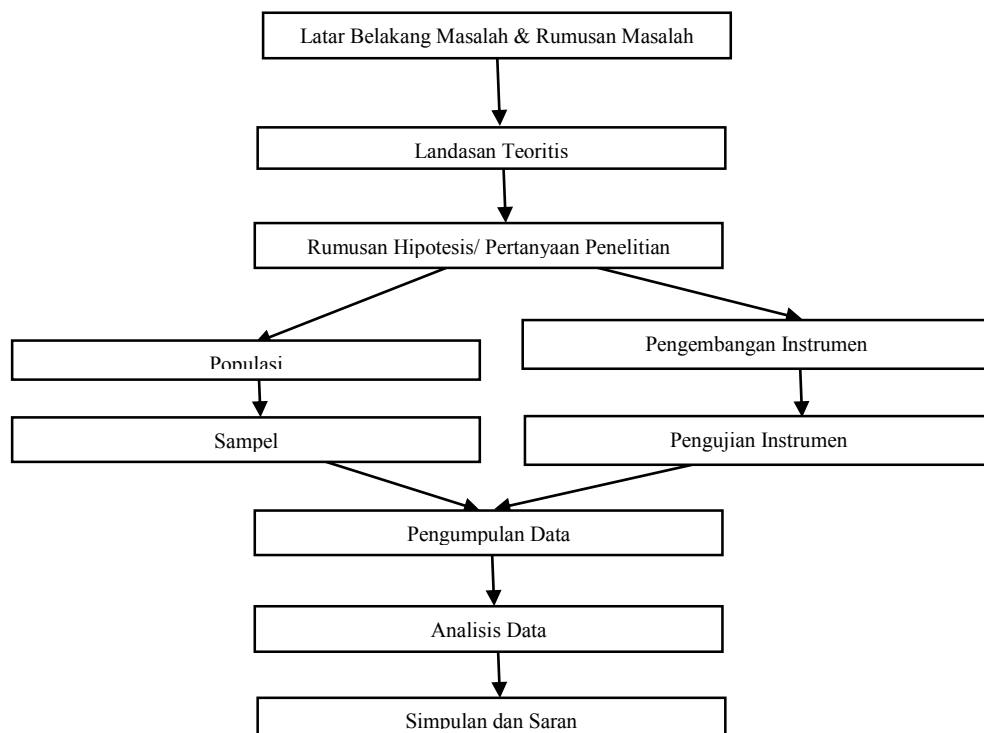 Latar Belakang Masalah & Rumusan Masalah
Landasan Teoritis
Rumusan Hipotesis/ Pertanyaan Penelitian
Populasi
Pengembangan Instrumen
Sampel
Pengujian Instrumen
Pengumpulan Data
Analisis Data
Simpulan dan Saran